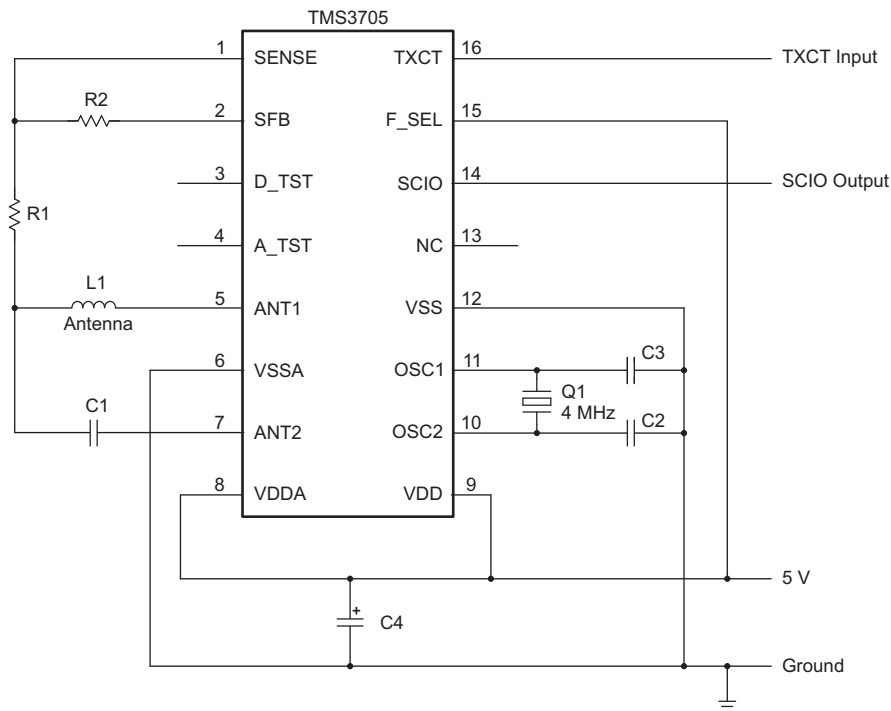 TMS3705
1 SENSE TXCT 16 TXCT Input
R2
2 SFB F_SEL 15
3 D_TST SCIO 14 SCIO Output
R1
4 A_TST NC 13
L1
Antenna
5 ANT1 VSS 12
6 VSSA OSC1 11 C3
Q1
4 MHz
C1
7 ANT2 OSC2 10 C2
8 VDDA VDD 9
5 V
+
C4
Ground